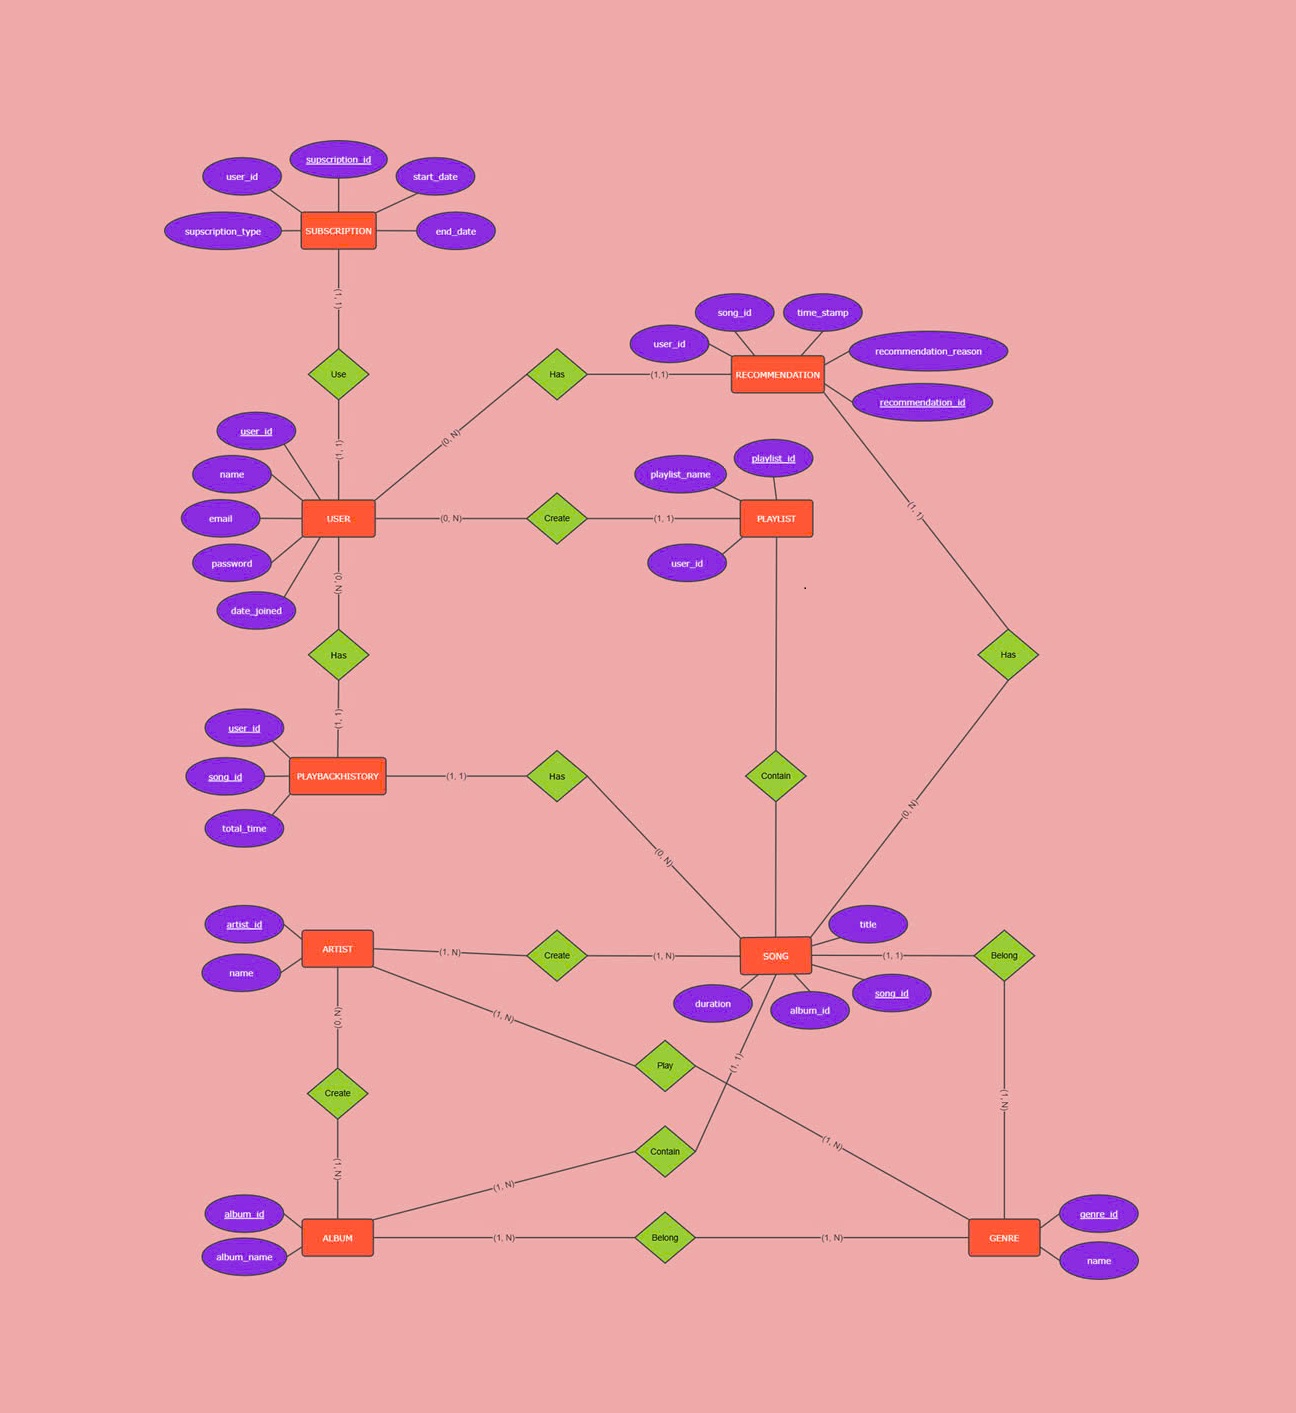 supscription_id
user_id
start_date
supscription_type
SUBSCRIPTION
end_date
(1, 1)
song_id
time_stamp
user_id
recommendation_reason
Use
Has
(1,1)
RECOMMENDATION
recommendation_id
user_id
(0, N)
(1, 1)
playlist_id
name
playlist_name
email
USER
(0, N)
Create
(1, 1)
PLAYLIST
(1, 1)
password
user_id
(0, N)
date_joined
Has
Has
(1, 1)
user_id
song_id
PLAYBACKHISTORY
(1, 1)
Has
Contain
(0, N)
total_time
(0, N)
artist_id
title
ARTIST
(1, N)
Create
(1, N)
SONG
(1, 1)
Belong
name
song_id
duration
album_id
(0, N)
(1, N)
Play
(1, 1)
Create
(1, N)
(1, N)
Contain
(1, N)
(1, N)
album_id
genre_id
ALBUM
(1, N)
Belong
(1, N)
GENRE
album_name
name